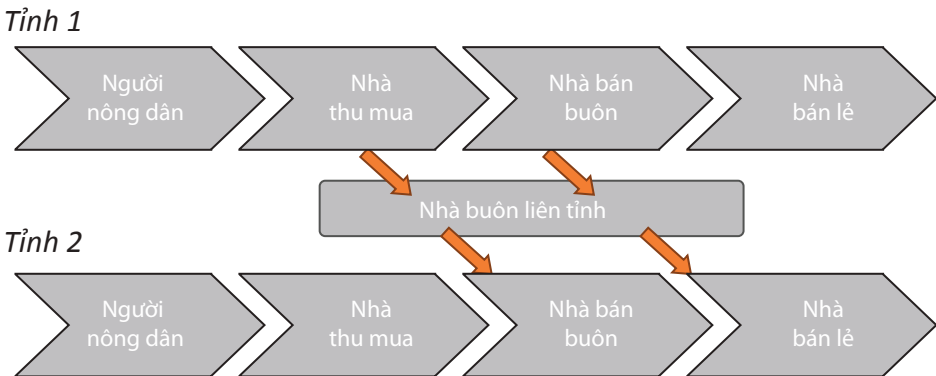 Tỉnh 1
Người
nông dân
Nhà
thu mua
Nhà bán
buôn
Nhà
bán lẻ
Nhà buôn liên tỉnh
Tỉnh 2
Người
nông dân
Nhà
thu mua
Nhà bán
buôn
Nhà
bán lẻ